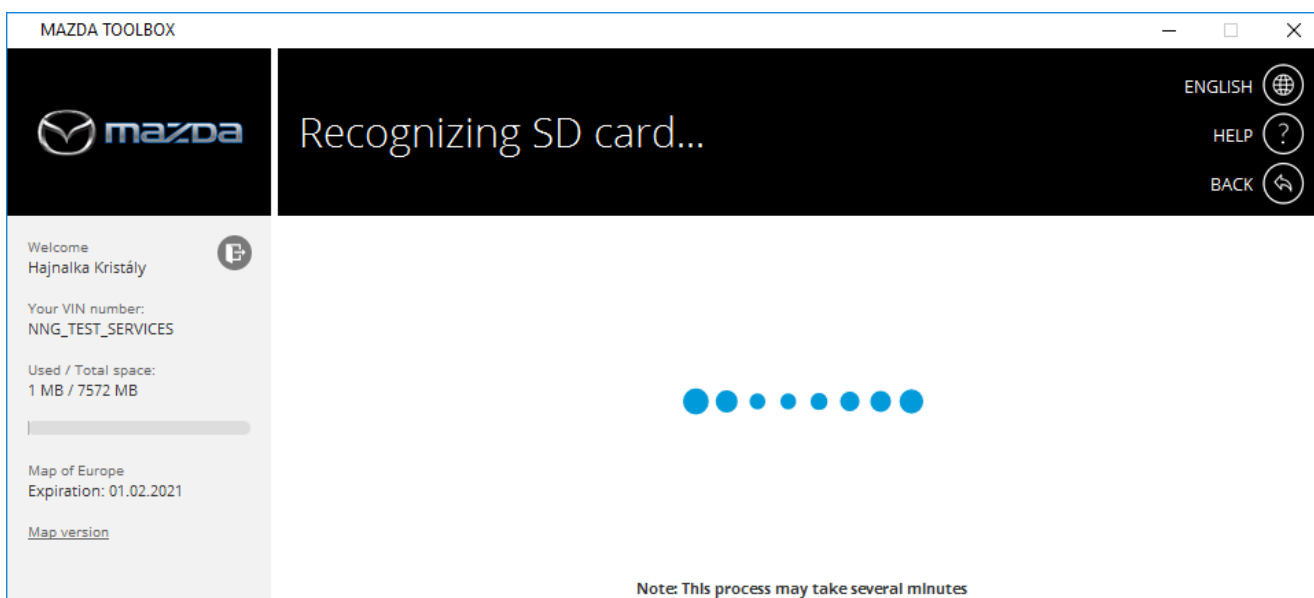 MAZDA TOOLBOX
mazda
Recognizing SD card...
ENGLISH
HELP
?
BACK
Welcome
Hajnalka Kristály
Your VIN number:
NNG_TEST_SERVICES
Used / Total space:
1 MB / 7572 MB
Map of Europe
Expiration: 01.02.2021
Map version
Note: This process may take several minutes